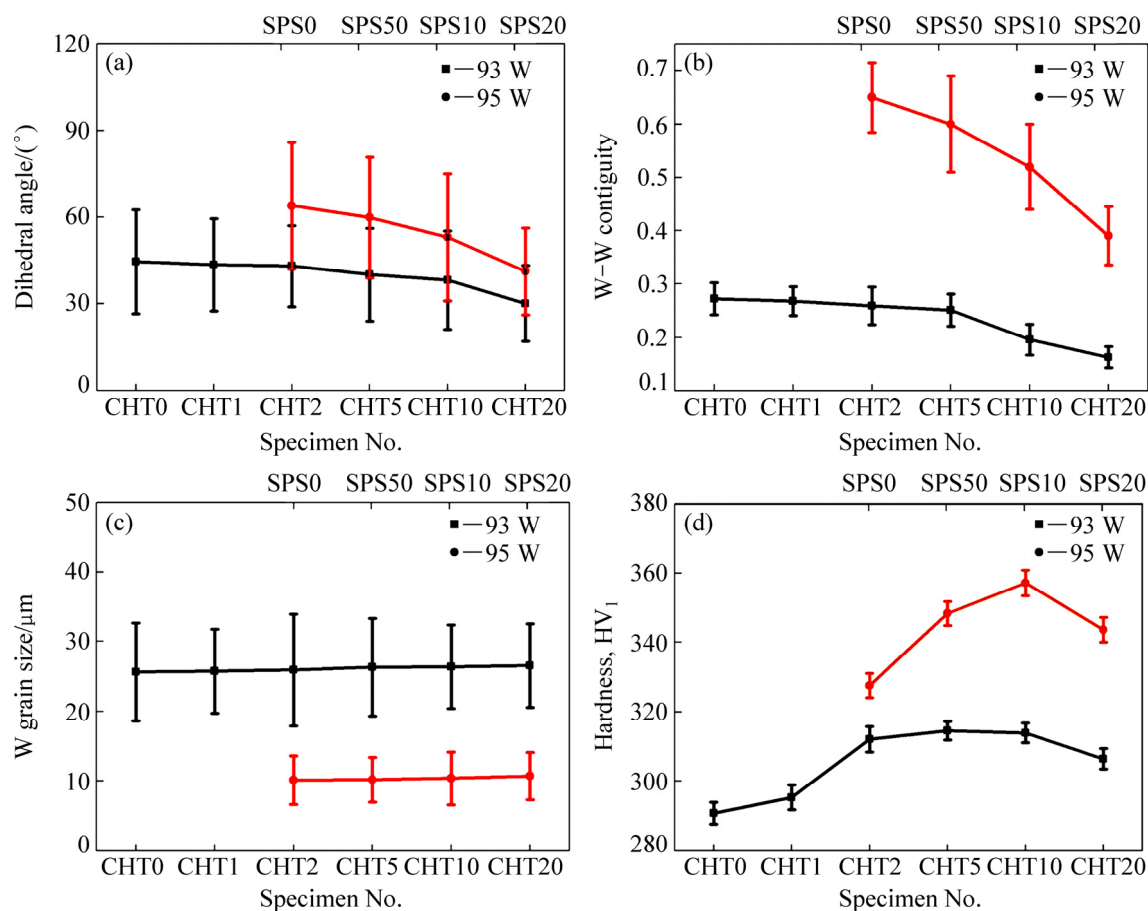 SPS0 SPS50 SPS10 SPS20
120
(a)
93 W
95 W
90
60
30
0
Dihedral angle/(°)
CHT0 CHT1 CHT2 CHT5 CHT10 CHT20
Specimen No.
SPS0 SPS50 SPS10 SPS20
(b)
93 W
95 W
0.7
0.6
0.5
0.4
0.3
0.2
0.1
W−W contiguity
CHT0 CHT1 CHT2 CHT5 CHT10 CHT20
Specimen No.
SPS0 SPS50 SPS10 SPS20
50
(c)
93 W
95 W
40
30
20
10
0
W grain size/μm
CHT0 CHT1 CHT2 CHT5 CHT10 CHT20
Specimen No.
SPS0 SPS50 SPS10 SPS20
380
(d)
93 W
95 W
360
340
320
300
280
Hardness, HV₁
CHT0 CHT1 CHT2 CHT5 CHT10 CHT20
Specimen No.